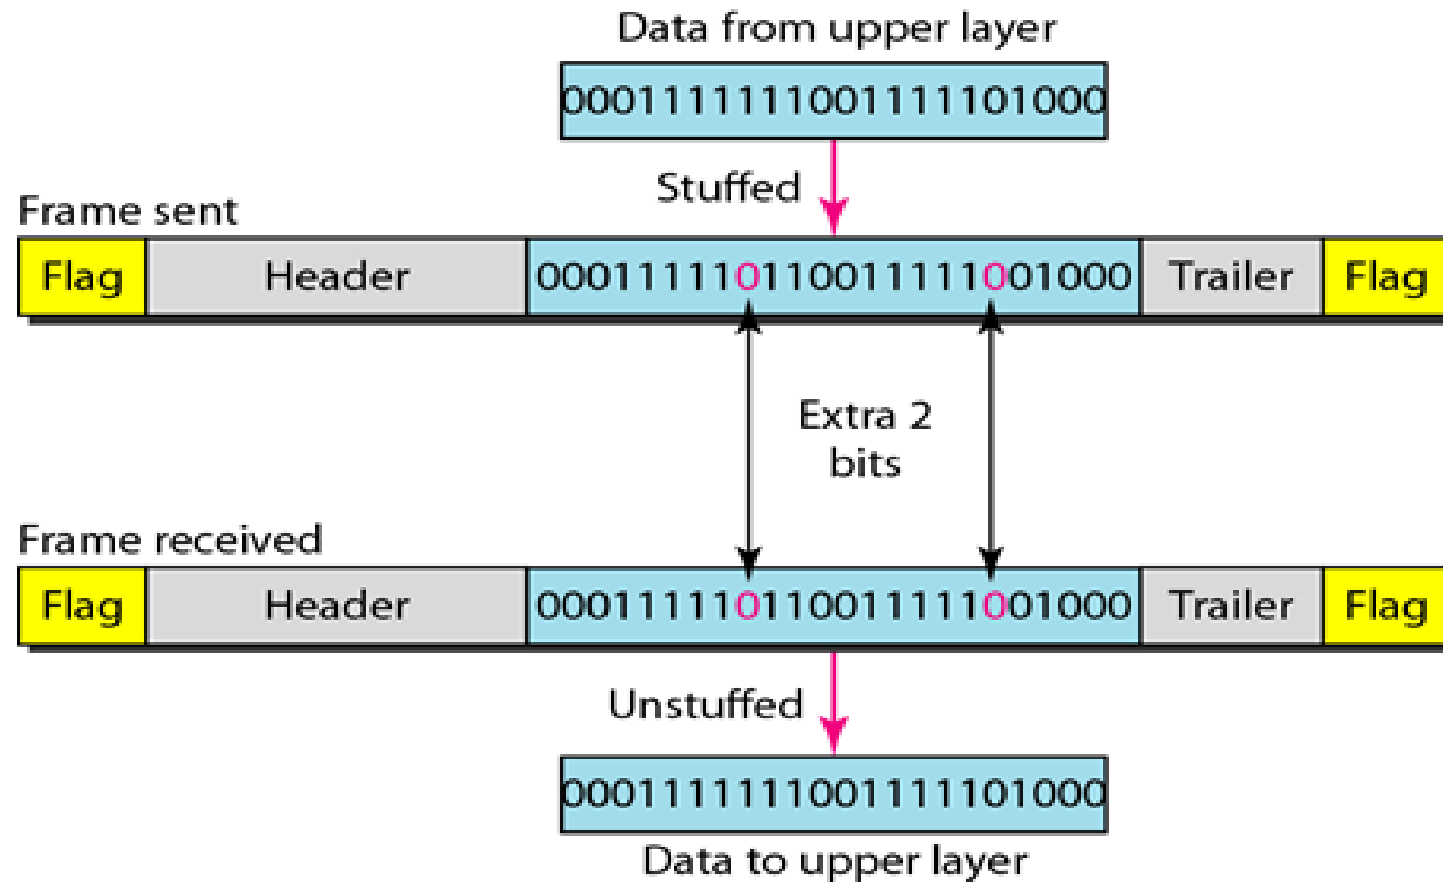 Data from upper layer
0001111111001111101000
Stuffed
Frame sent
Flag Header 000111110110011111001000 Trailer Flag
Extra 2
bits
Frame received
Flag Header 000111110110011111001000 Trailer Flag
Unstuffed
0001111111001111101000
Data to upper layer